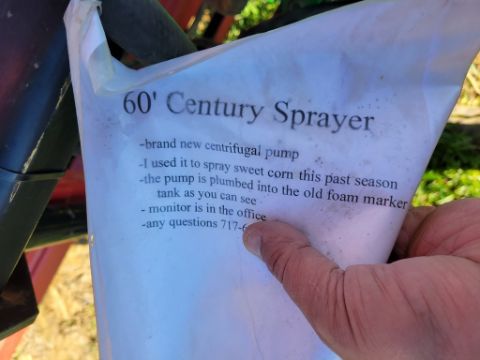 60' Century Sprayer
-brand new centrifugal pump
-I used it to spray sweet corn this past season
-the pump is plumbed into the old foam marker
tank as you can see
- monitor is in the office
-any questions 717-